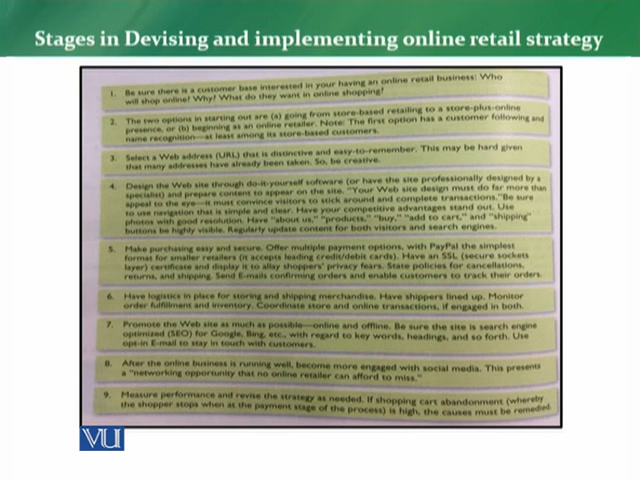 Stages in Devising and implementing online retail strategy
1. Be sure there is a customer base interested in your having an online retail business: Who
will shop online? Why? What do they want in online shopping?
2. The two options in starting out are (a) going from store-based retailing to a store-plus-online
presence, or (b) beginning as an online retailer. Note: The first option has a customer following and
name recognition—at least among its store-based customers.
3. Select a Web address (URL) that is distinctive and easy-to-remember. This may be hard given
that many addresses have already been taken. So, be creative.
4. Design the Web site through do-it-yourself software (or have the site professionally designed by a
specialist) and prepare content to appear on the site. "Your Web site design must do far more than
appeal to the eye—it must convince visitors to stick around and complete transactions." Be sure
to use navigation that is simple and clear. Have your competitive advantages stand out. Use
photos with good resolution. Have "about us," "products," "buy," "add to cart," and "shipping"
buttons be highly visible. Regularly update content for both visitors and search engines.
5. Make purchasing easy and secure. Offer multiple payment options, with PayPal the simplest
format for smaller retailers (it accepts leading credit/debit cards). Have an SSL (secure sockets
layer) certificate and display it to allay shoppers' privacy fears. State policies for cancellations,
returns, and shipping. Send E-mails confirming orders and enable customers to track their orders.
6. Have logistics in place for storing and shipping merchandise. Have shippers lined up. Monitor
order fulfillment and inventory. Coordinate store and online transactions, if engaged in both.
7. Promote the Web site as much as possible—online and offline. Be sure the site is search engine
optimized (SEO) for Google, Bing, etc., with regard to key words, headings, and so forth. Use
opt-in E-mail to stay in touch with customers.
8. After the online business is running well, become more engaged with social media. This presents
a "networking opportunity that no online retailer can afford to miss."
9. Measure performance and revise the strategy as needed. If shopping cart abandonment (whereby
the shopper stops when at the payment stage of the process) is high, the causes must be remedied
VU